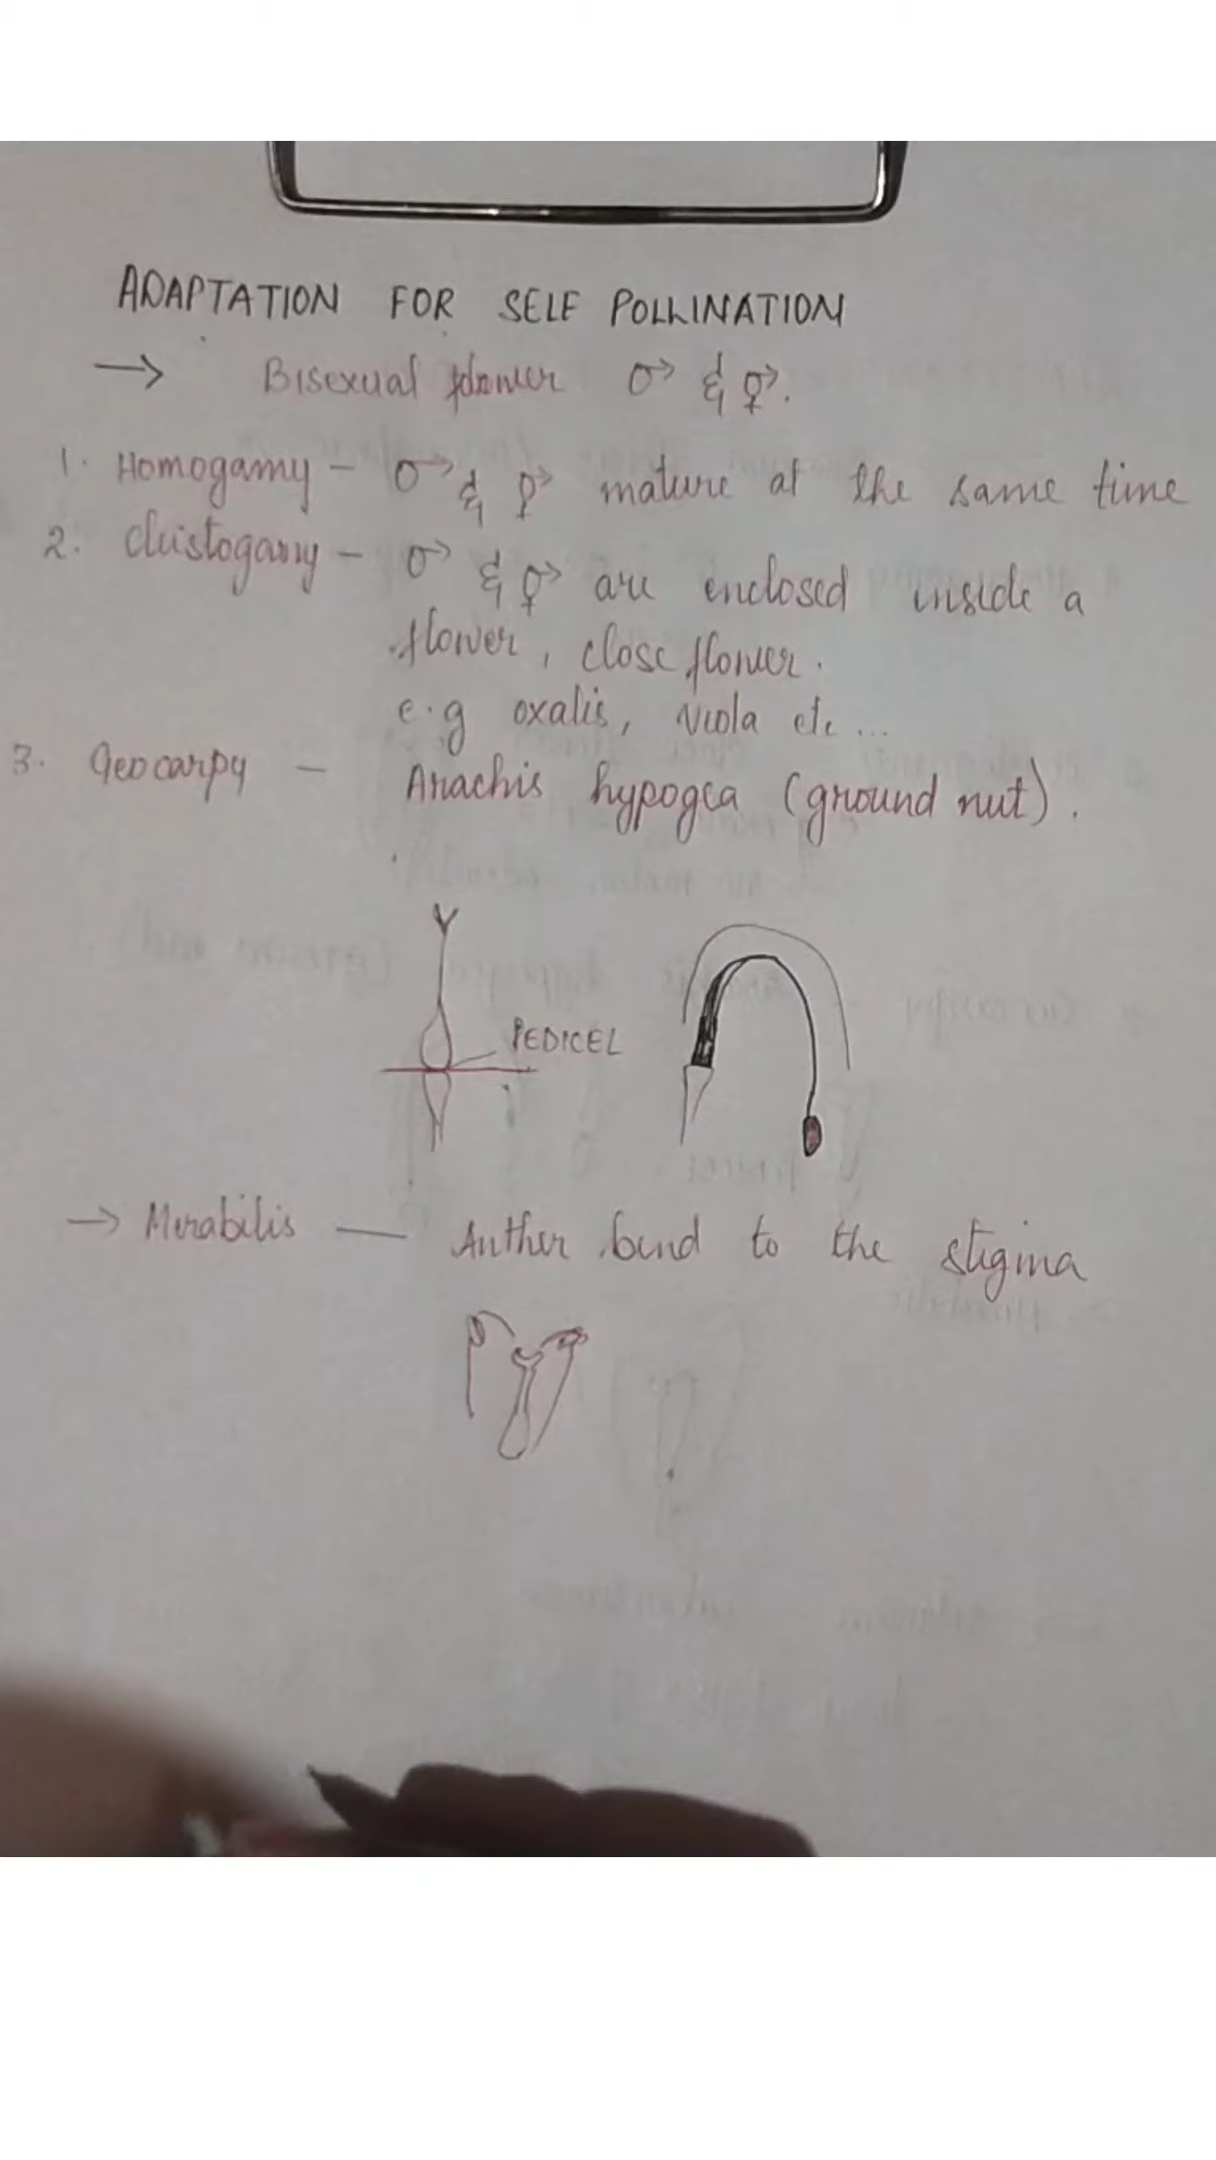 ADAPTATION FOR SELF POLLINATION
→ Bisexual flower ♂ & ⚥.
1. Homogamy - ♂ & ⚥ mature at the same time
2. cleistogamy - ♂ & ⚥ are enclosed inside a
flower, close flower.
e.g oxalis, viola etc...
3. Geocarpy - Arachis hypogea (ground nut).
PEDICEL
→ Mirabilis — Anther bend to the stigma